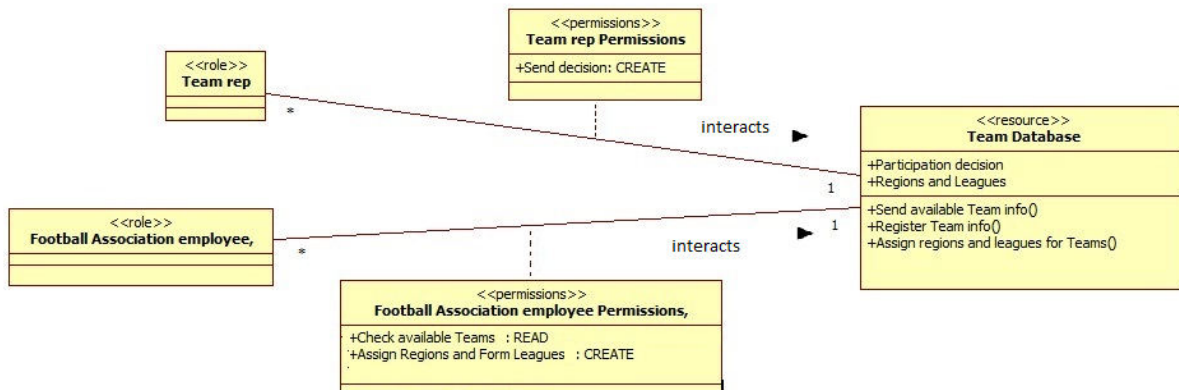 <<permissions>>
Team rep Permissions
+Send decision: CREATE
<<role>>
Team rep
*
interacts
1
<<resource>>
Team Database
+Participation decision
+Regions and Leagues
+Send available Team info()
+Register Team info()
+Assign regions and leagues for Teams()
<<role>>
Football Association employee,
*
interacts
1
<<permissions>>
Football Association employee Permissions,
+Check available Teams : READ
+Assign Regions and Form Leagues : CREATE